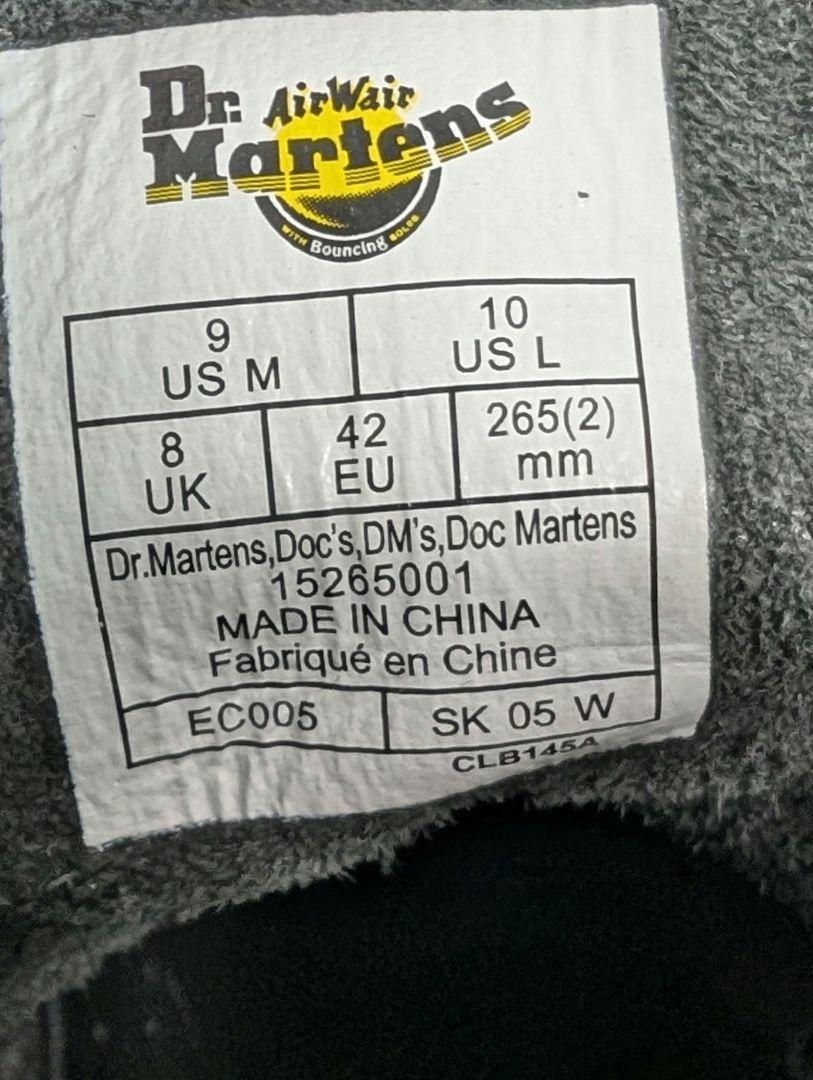 Dr. AirWair
Martens
WITH Bouncing SOLES
9
US M
10
US L
8
UK
42
EU
265(2)
mm
Dr.Martens,Doc's,DM's,Doc Martens
15265001
MADE IN CHINA
Fabriqué en Chine
EC005
SK 05 W
CLB145A